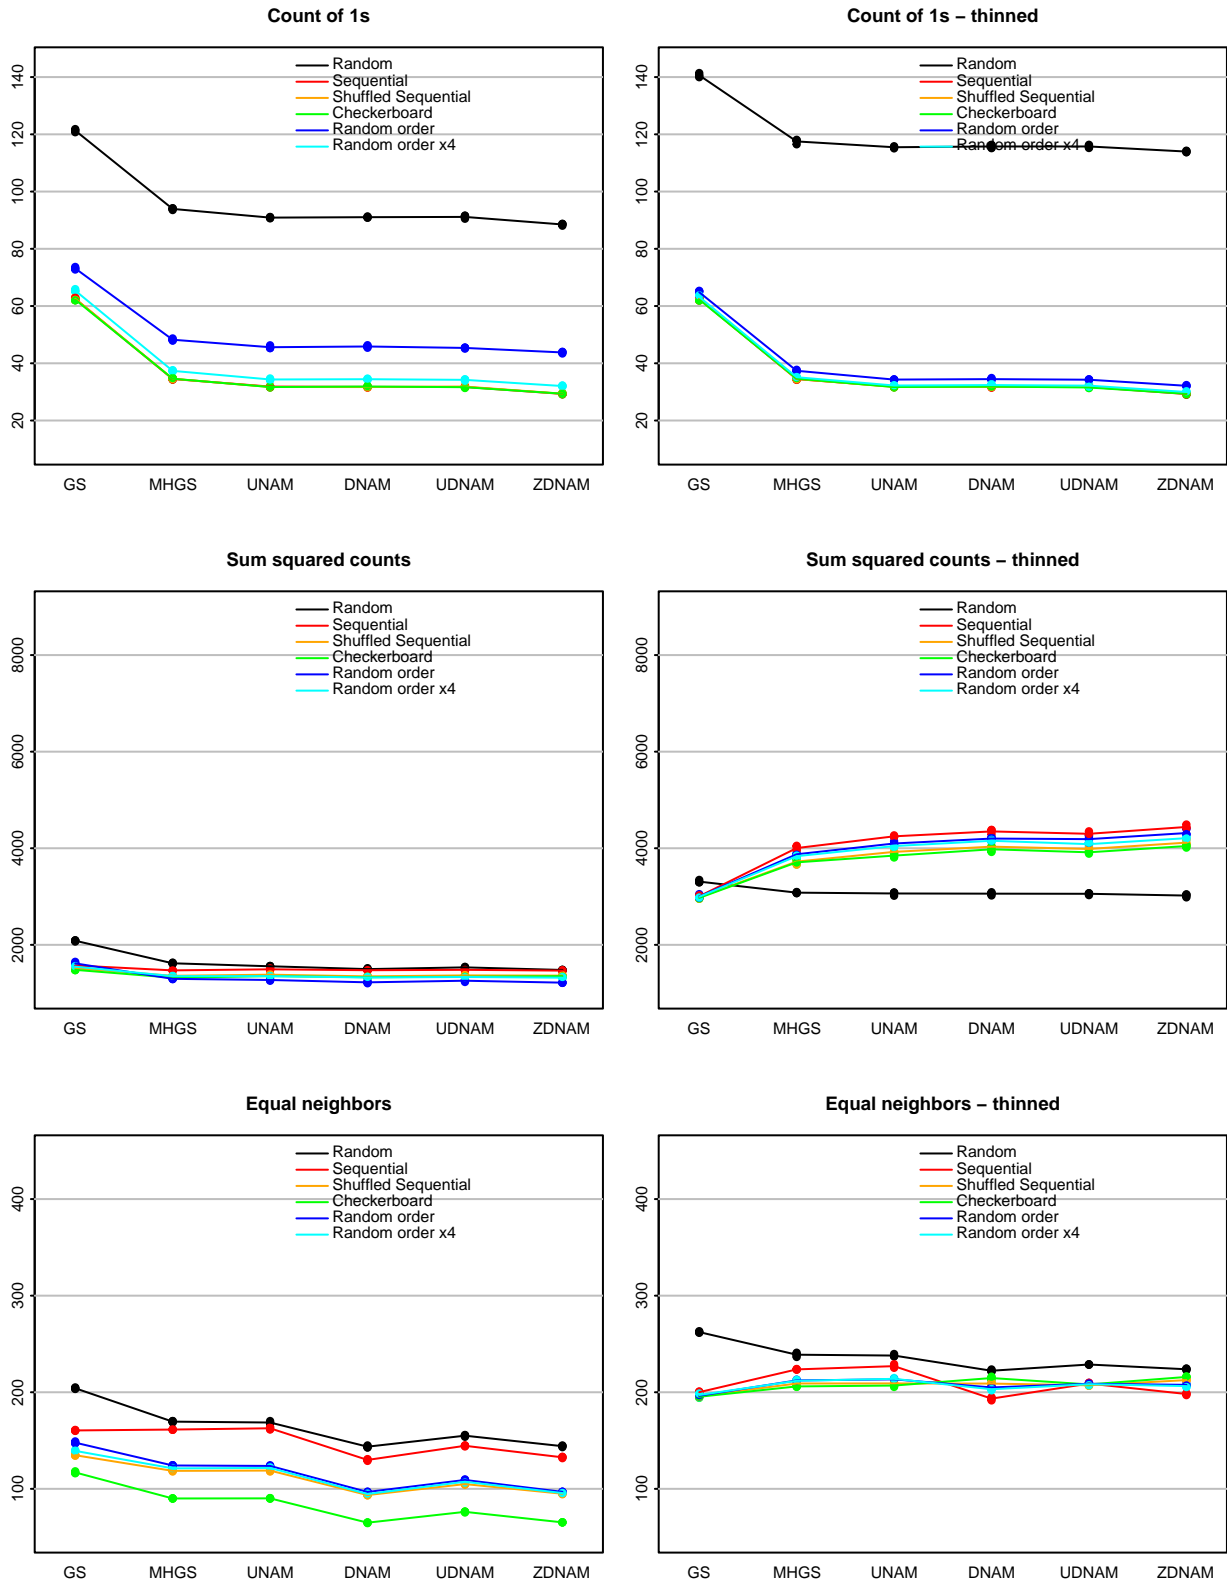 Count of 1s
Random
Sequential
Shuffled Sequential
Checkerboard
Random order
Random order x4
140
120
100
80
60
40
20
GS MHGS UNAM DNAM UDNAM ZDNAM
Count of 1s – thinned
Random
Sequential
Shuffled Sequential
Checkerboard
Random order
Random order x4
140
120
100
80
60
40
20
GS MHGS UNAM DNAM UDNAM ZDNAM
Sum squared counts
Random
Sequential
Shuffled Sequential
Checkerboard
Random order
Random order x4
8000
6000
4000
2000
GS MHGS UNAM DNAM UDNAM ZDNAM
Sum squared counts – thinned
Random
Sequential
Shuffled Sequential
Checkerboard
Random order
Random order x4
8000
6000
4000
2000
GS MHGS UNAM DNAM UDNAM ZDNAM
Equal neighbors
Random
Sequential
Shuffled Sequential
Checkerboard
Random order
Random order x4
400
300
200
100
GS MHGS UNAM DNAM UDNAM ZDNAM
Equal neighbors – thinned
Random
Sequential
Shuffled Sequential
Checkerboard
Random order
Random order x4
400
300
200
100
GS MHGS UNAM DNAM UDNAM ZDNAM